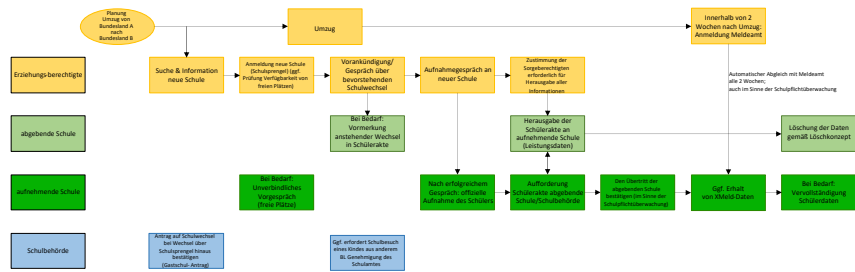 Planung
Umzug von
Bundesland A
nach
Bundesland B
Umzug
Innerhalb von 2
Wochen nach Umzug:
Anmeldung Meldeamt
Erziehungsberechtigte
Suche & Information
neue Schule
Anmeldung neue Schule
(Schulsprengel) (ggf.
Prüfung Verfügbarkeit von
freien Plätzen)
Vorankündigung/
Gespräch über
bevorstehenden
Schulwechsel
Aufnahmegespräch an
neuer Schule
Zustimmung der
Sorgeberechtigten
erforderlich für
Herausgabe aller
Informationen
Automatischer Abgleich mit Meldeamt
alle 2 Wochen;
auch im Sinne der Schulpflichtüberwachung
abgebende Schule
Bei Bedarf:
Vormerkung
anstehender Wechsel
in Schülerakte
Herausgabe der
Schülerakte an
aufnehmende Schule
(Leistungsdaten)
Löschung der Daten
gemäß Löschkonzept
aufnehmende Schule
Bei Bedarf:
Unverbindliches
Vorgespräch
(freie Plätze)
Nach erfolgreichem
Gespräch: offizielle
Aufnahme des Schülers
Aufforderung
Schülerakte abgebende
Schule/Schulbehörde
Den Übertritt der
abgebenden Schule
bestätigen (im Sinne der
Schulpflichtüberwachung)
Ggf. Erhalt
von XMeld-Daten
Bei Bedarf:
Vervollständigung
Schülerdaten
Schulbehörde
Antrag auf Schulwechsel
bei Wechsel über
Schulsprengel hinaus
bestätigen
(Gastschul-Antrag)
Ggf. erfordert Schulbesuch
eines Kindes aus anderem
BL Genehmigung des
Schulamtes